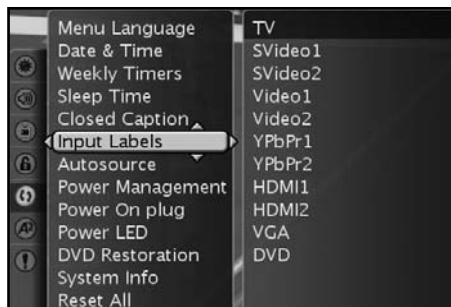 Menu Language
Date & Time
Weekly Timers
Sleep Time
Closed Caption
Input Labels
Autosource
Power Management
Power On plug
Power LED
DVD Restoration
System Info
Reset All
TV
SVideo1
SVideo2
Video1
Video2
YPbPr1
YPbPr2
HDMI1
HDMI2
VGA
DVD